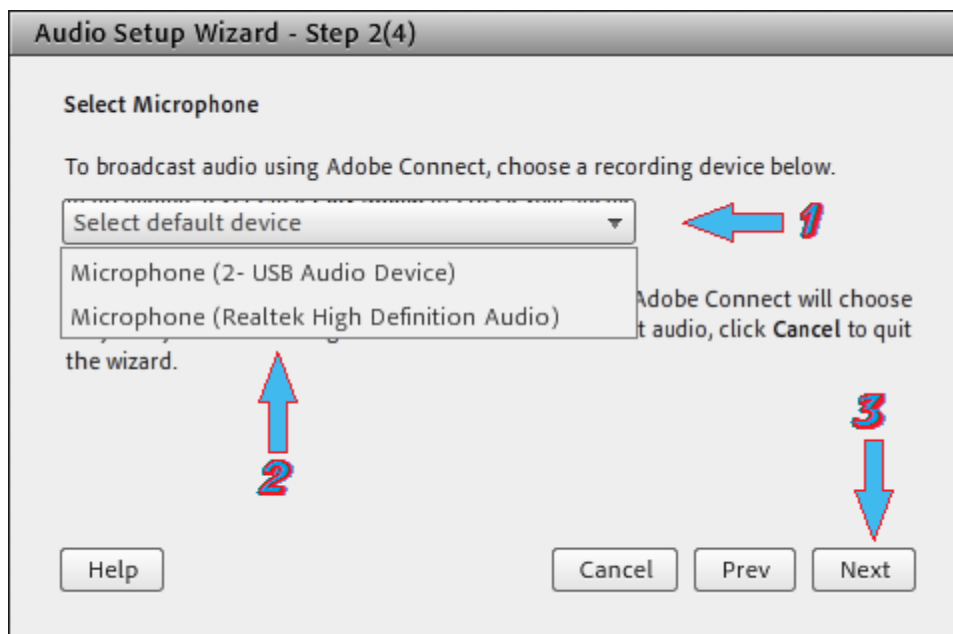 Audio Setup Wizard - Step 2(4)
Select Microphone
To broadcast audio using Adobe Connect, choose a recording device below.
Select default device
1
Microphone (2- USB Audio Device)
Microphone (Realtek High Definition Audio)
Adobe Connect will choose
t audio, click Cancel to quit
the wizard.
3
2
Help
Cancel
Prev
Next